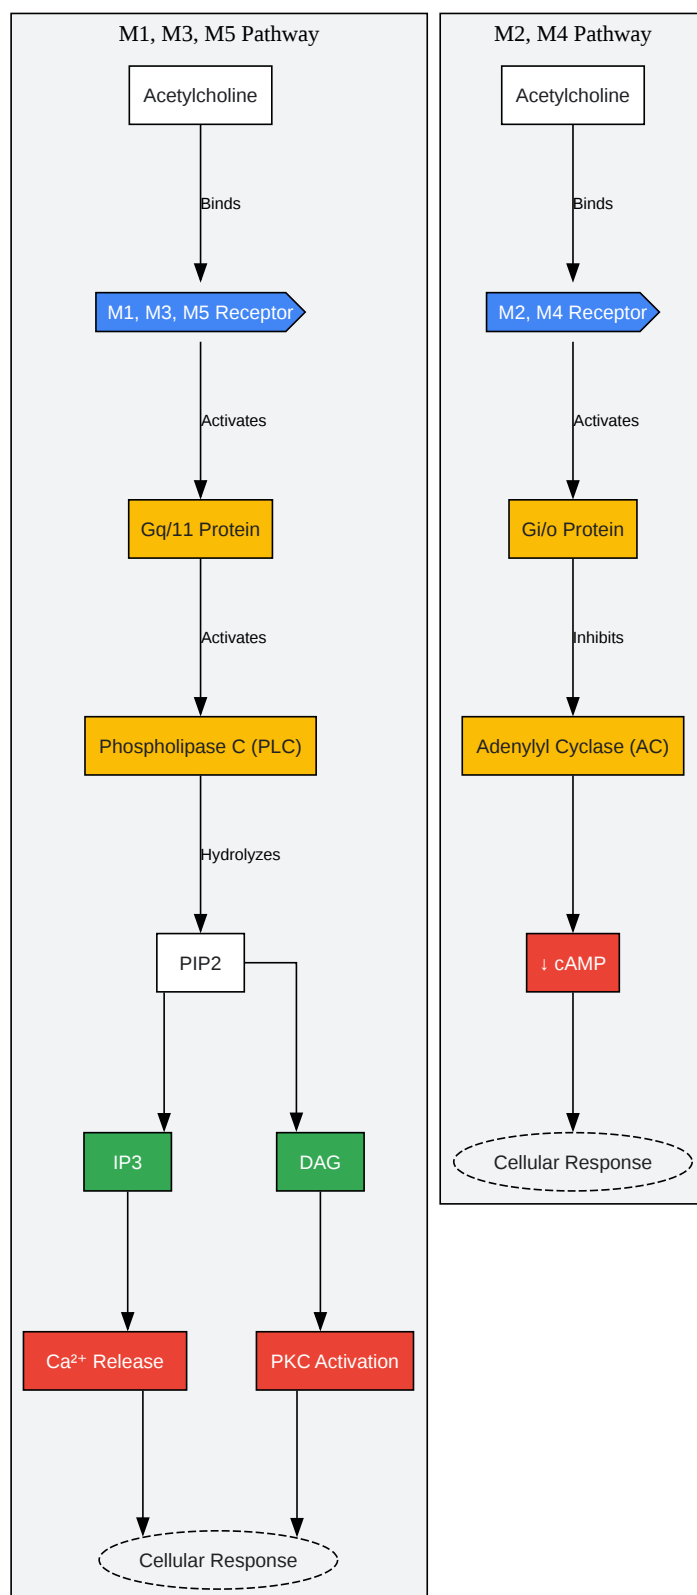 M1, M3, M5 Pathway
Acetylcholine
Binds
M1, M3, M5 Receptor
Activates
Gq/11 Protein
Activates
Phospholipase C (PLC)
Hydrolyzes
PIP2
IP3
DAG
Ca²⁺ Release
PKC Activation
Cellular Response
M2, M4 Pathway
Acetylcholine
Binds
M2, M4 Receptor
Activates
Gi/o Protein
Inhibits
Adenylyl Cyclase (AC)
↓ cAMP
Cellular Response